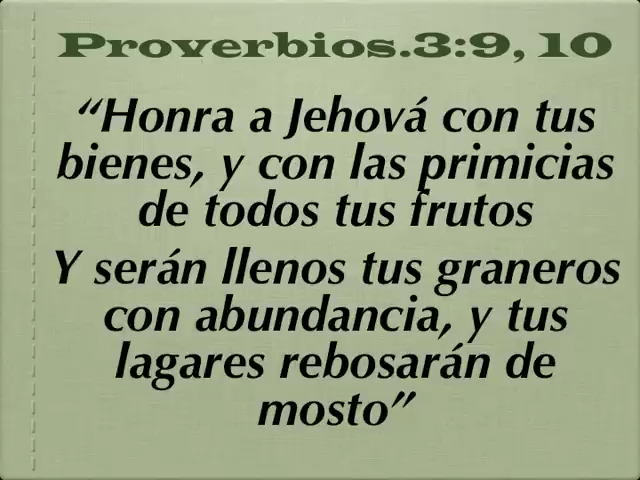 Proverbios.3:9, 10
“Honra a Jehová con tus
bienes, y con las primicias
de todos tus frutos
Y serán llenos tus graneros
con abundancia, y tus
lagares rebosarán de
mosto”